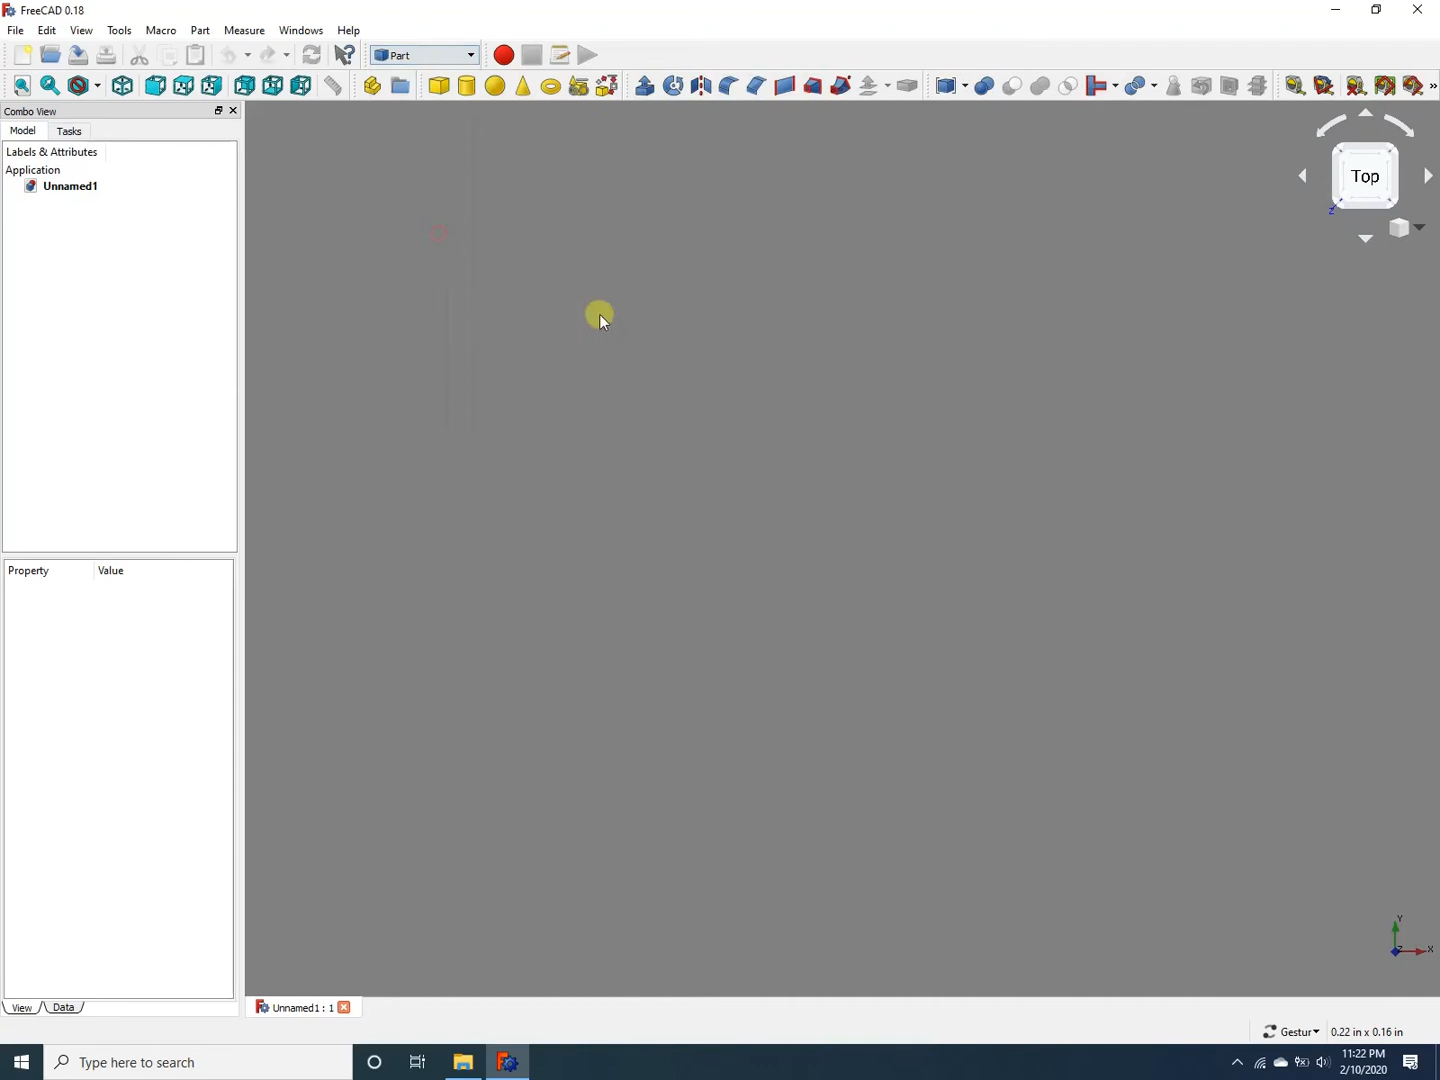 FreeCAD 0.18
File Edit View Tools Macro Part Measure Windows Help
Part
Combo View
Model Tasks
Labels & Attributes
Application
Unnamed1
Top
Z
Property Value
Y
Z X
View Data
Unnamed1 : 1
Gestur 0.22 in x 0.16 in
Type here to search
11:22 PM
2/10/2020